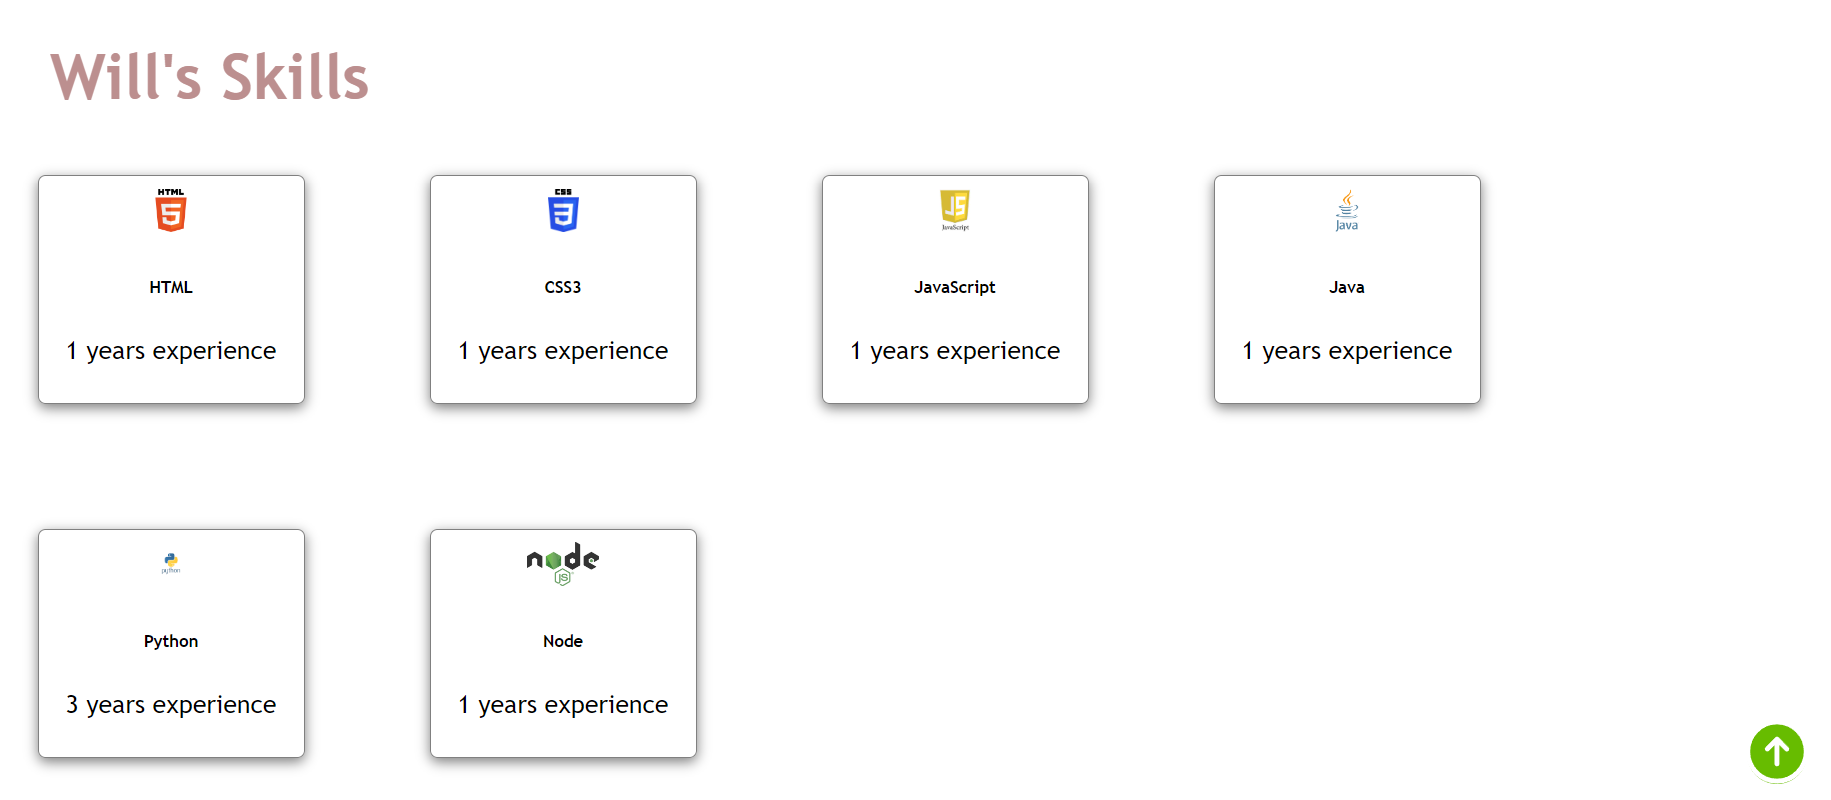 Will's Skills
HTML
5
CSS
3
JS
JavaScript
Java
HTML
CSS3
JavaScript
Java
1 years experience
1 years experience
1 years experience
1 years experience
python
node
JS
Python
Node
3 years experience
1 years experience